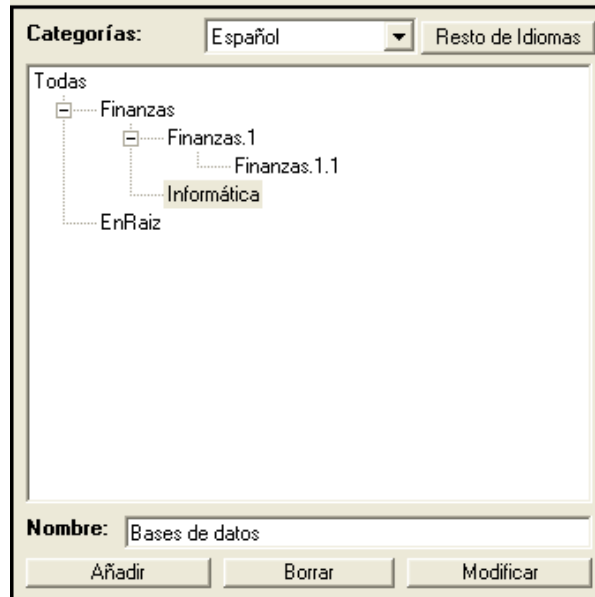 Categorías: Español Resto de Idiomas
Todas
Finanzas
Finanzas.1
Finanzas.1.1
Informática
EnRaiz
Nombre: Bases de datos
Añadir Borrar Modificar